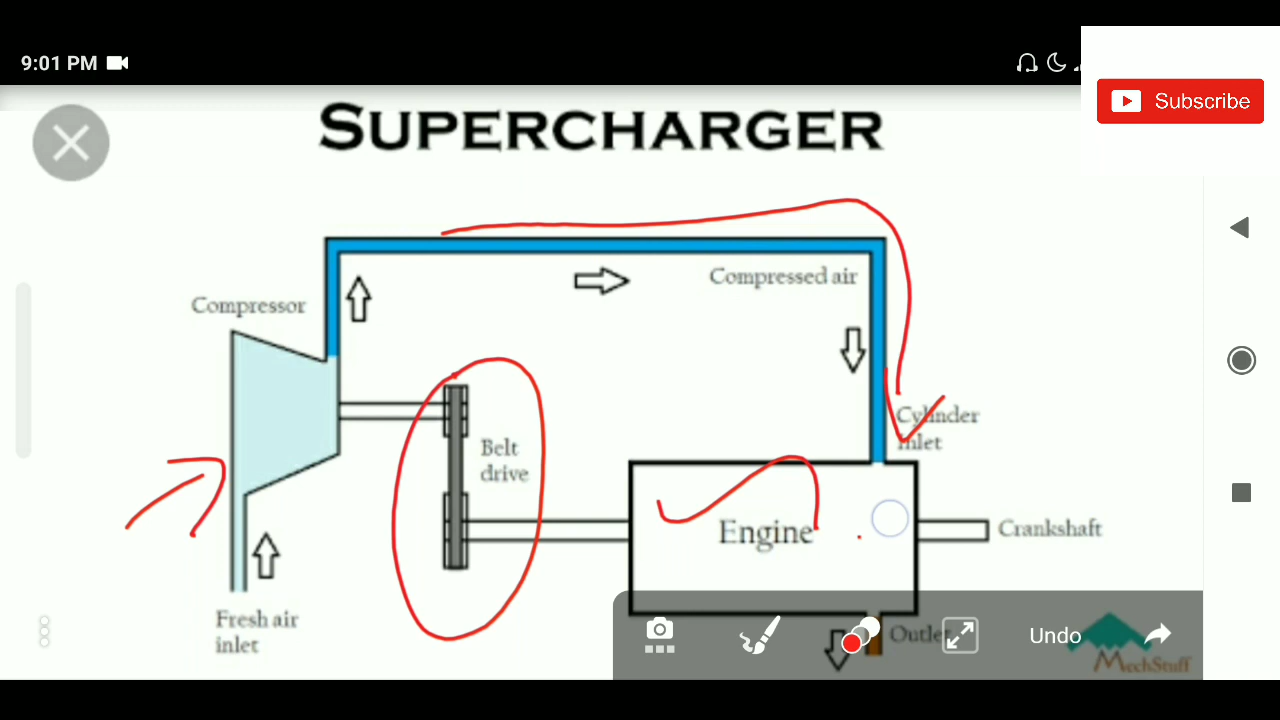 9:01 PM
Subscribe
SUPERCHARGER
Compressed air
Compressor
Cylinder
inlet
Belt
drive
Engine
Crankshaft
Fresh air
inlet
Outlet
Undo
MechStuff